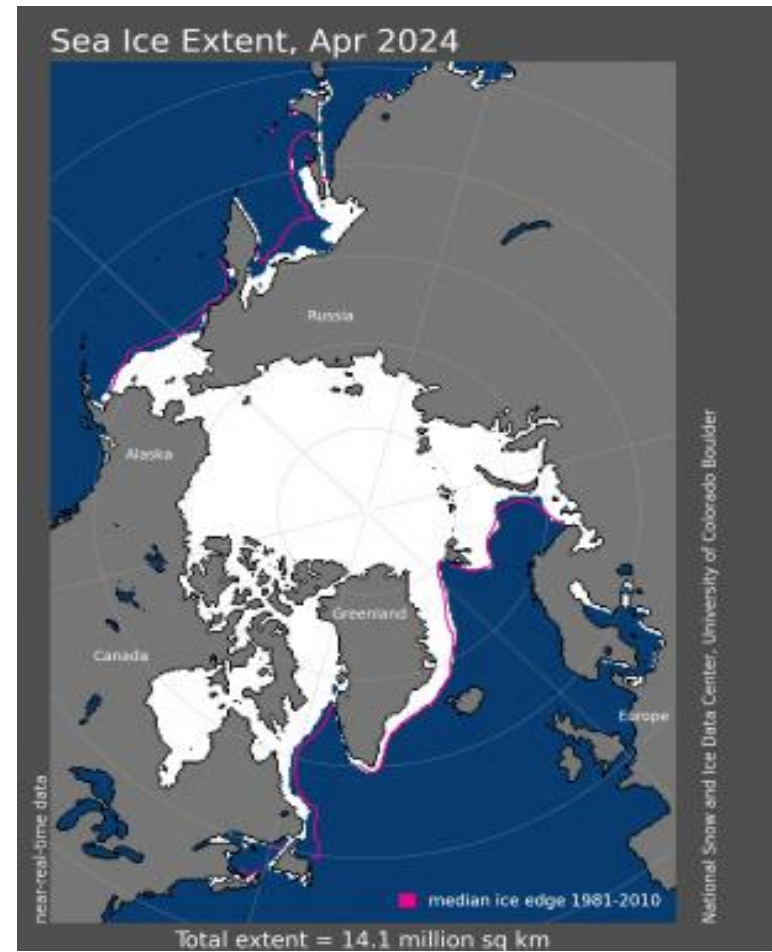 Sea Ice Extent, Apr 2024
Russia
Alaska
Greenland
Canada
Europe
near-real-time data
National Snow and Ice Data Center, University of Colorado Boulder
median ice edge 1981-2010
Total extent = 14.1 million sq km